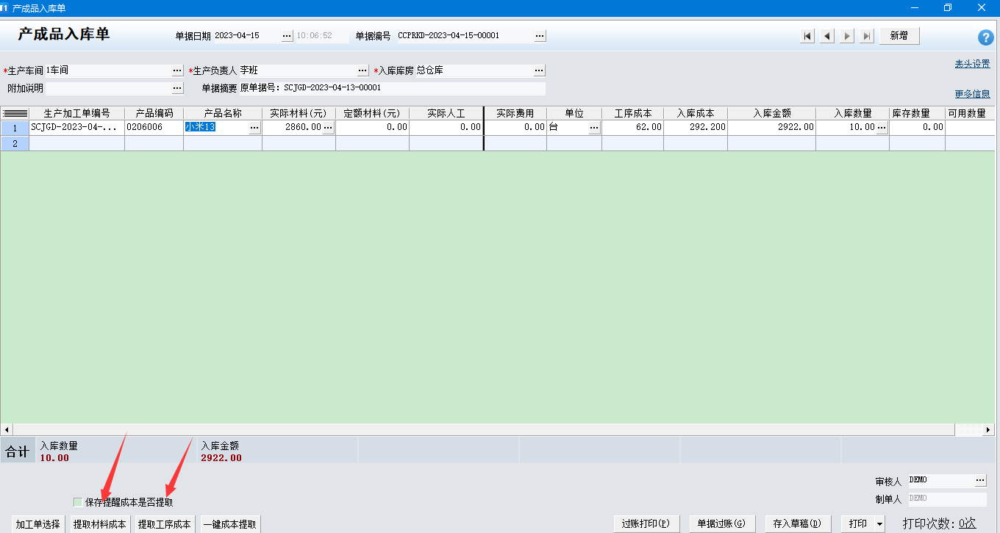 T1 产成品入库单
产成品入库单 单据日期 2023-04-15 ... 10:06:52 单据编号 CCPRKD-2023-04-15-00001 ... 新增 ?
*生产车间 1车间 ... *生产负责人 李班 ... *入库库房 总仓库 ... 表头设置
附加说明 ... 单据摘要 原单据号: SCJGD-2023-04-13-00001 更多信息
生产加工单编号 产品编码 产品名称 实际材料(元) 定额材料(元) 实际人工 实际费用 单位 工序成本 入库成本 入库金额 入库数量 库存数量 可用数量
1 SCJGD-2023-04-... 0206006 小米13 ... 2860.00 ... 0.00 0.00 0.00 台 ... 62.00 292.200 2922.00 10.00 ... 0.00
2
合计 入库数量 入库金额
10.00 2922.00
审核人 DEMO ...
保存提醒成本是否提取 制单人 DEMO
加工单选择 提取材料成本 提取工序成本 一键成本提取 过账打印(P) 单据过账(G) 存入草稿(D) 打印 打印次数: 0次